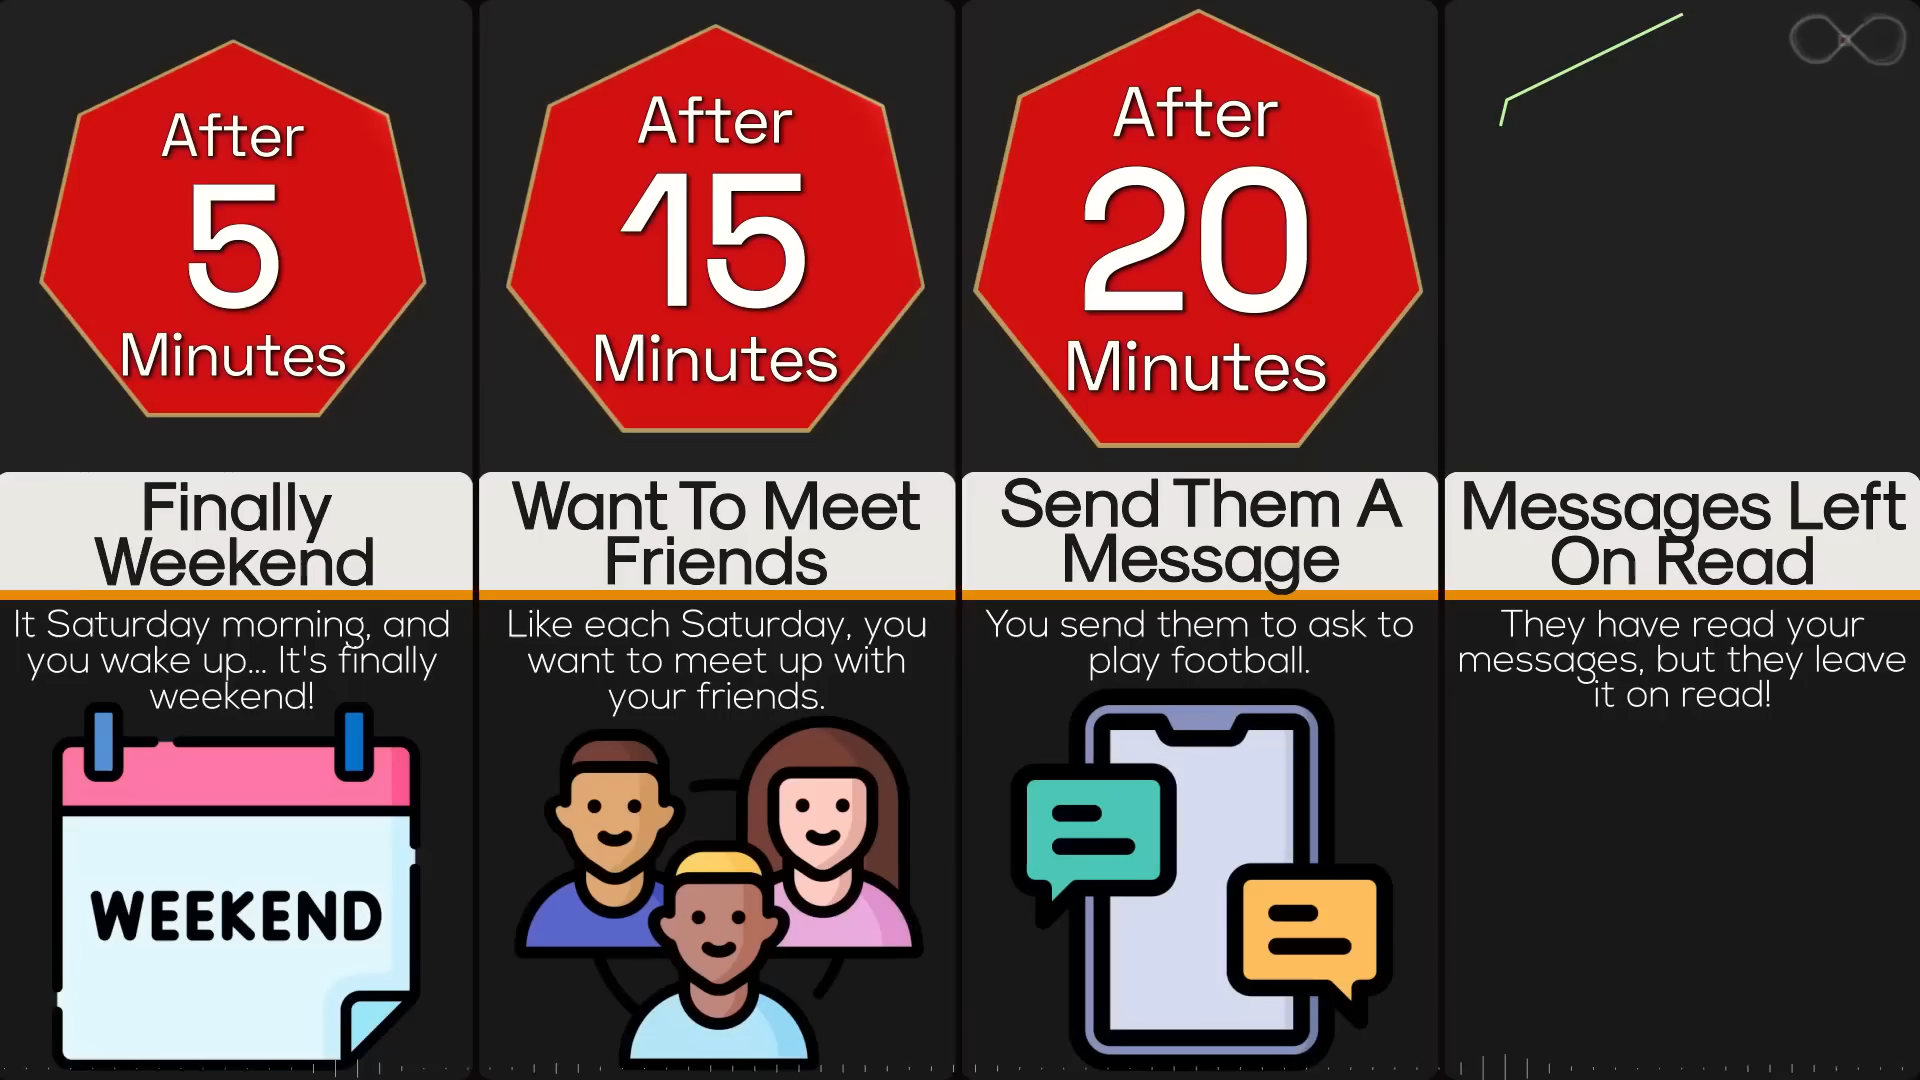 After
5
Minutes
Finally
Weekend
It Saturday morning, and
you wake up... It's finally
weekend!
WEEKEND
After
15
Minutes
Want To Meet
Friends
Like each Saturday, you
want to meet up with
your friends.
After
20
Minutes
Send Them A
Message
You send them to ask to
play football.
Messages Left
On Read
They have read your
messages, but they leave
it on read!